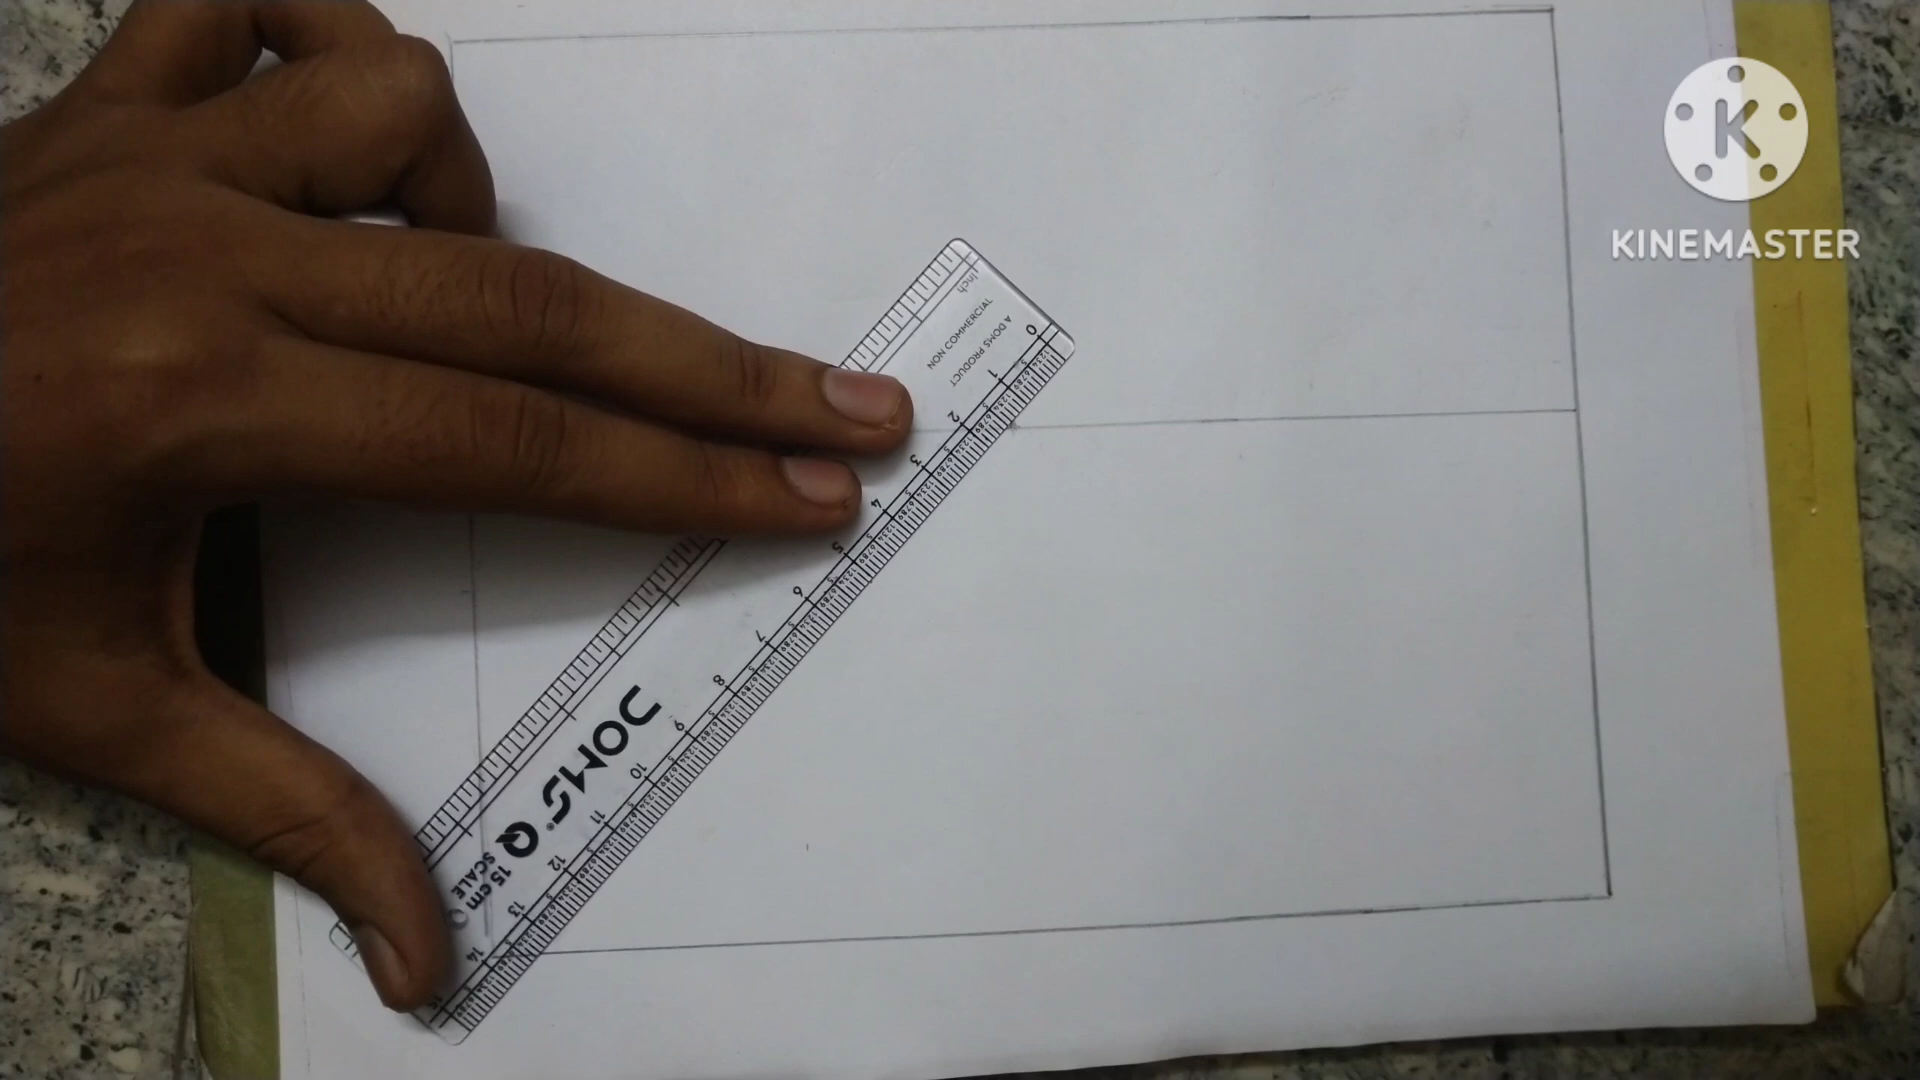 KINEMASTER
Inch
NON COMMERCIAL
A DOMS PRODUCT
0 1 2 3 4 5 6 7 8 9 10 11 12 13 14 15
DOMS Q
15 cm
SCALE